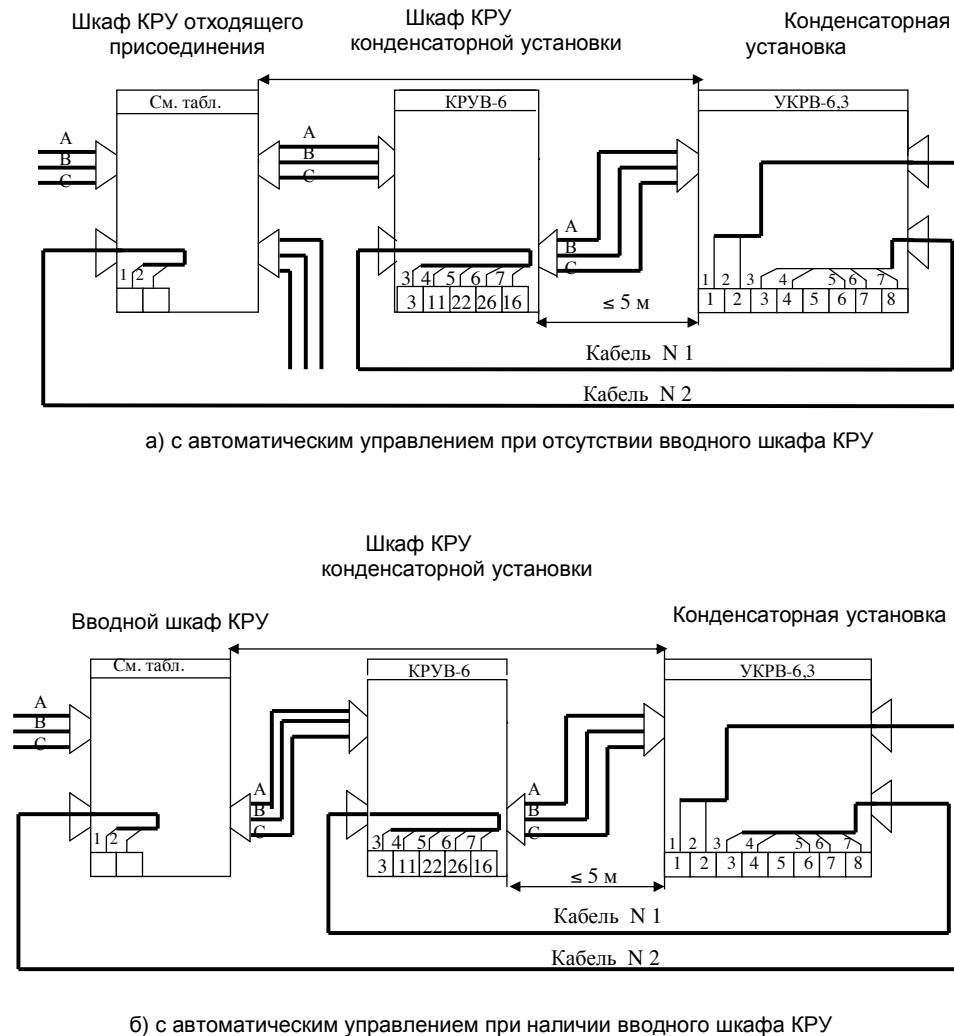 Шкаф КРУ отходящего
присоединения
Шкаф КРУ
конденсаторной установки
Конденсаторная
установка
См. табл.
КРУВ-6
УКРВ-6,3
A
B
C
A
B
C
A
B
C
1 2
3 4 5 6 7
3 11 22 26 16
1 2 3 4 5 6 7
1 2 3 4 5 6 7 8
≤ 5 м
Кабель N 1
Кабель N 2
а) с автоматическим управлением при отсутствии вводного шкафа КРУ
Шкаф КРУ
конденсаторной установки
Вводной шкаф КРУ
Конденсаторная установка
См. табл.
КРУВ-6
УКРВ-6,3
A
B
C
A
B
C
A
B
C
1 2
3 4 5 6 7
3 11 22 26 16
1 2 3 4 5 6 7
1 2 3 4 5 6 7 8
≤ 5 м
Кабель N 1
Кабель N 2
б) с автоматическим управлением при наличии вводного шкафа КРУ